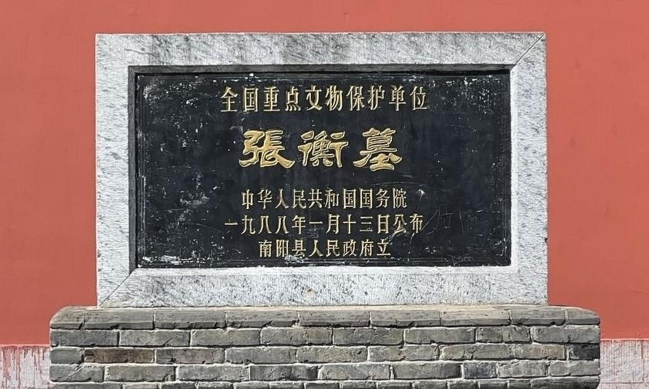 全国重点文物保护单位
張衡墓
中华人民共和国国务院
一九八八年一月十三日公布
南阳县人民政府立